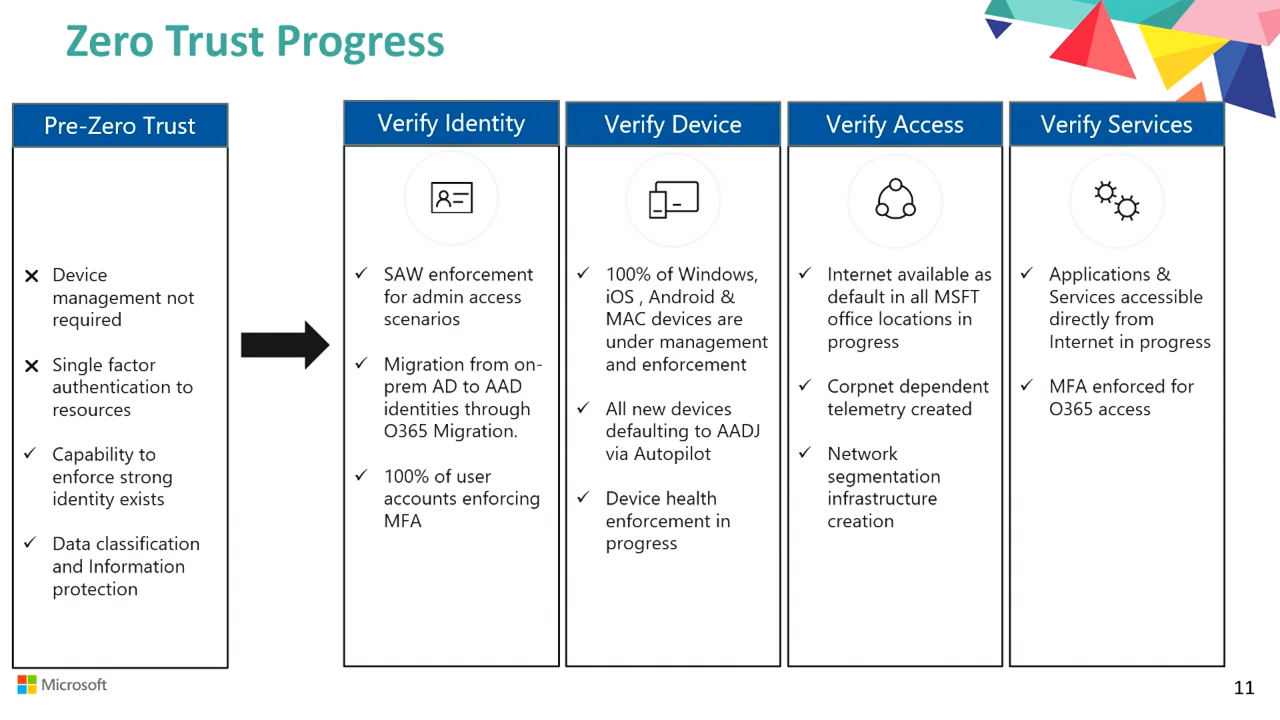 Zero Trust Progress
Pre-Zero Trust
Device
management not
required
Single factor
authentication to
resources
Capability to
enforce strong
identity exists
Data classification
and Information
protection
Verify Identity
SAW enforcement
for admin access
scenarios
Migration from on-
prem AD to AAD
identities through
O365 Migration.
100% of user
accounts enforcing
MFA
Verify Device
100% of Windows,
iOS , Android &
MAC devices are
under management
and enforcement
All new devices
defaulting to AADJ
via Autopilot
Device health
enforcement in
progress
Verify Access
Internet available as
default in all MSFT
office locations in
progress
Corpnet dependent
telemetry created
Network
segmentation
infrastructure
creation
Verify Services
Applications &
Services accessible
directly from
Internet in progress
MFA enforced for
O365 access
Microsoft
11